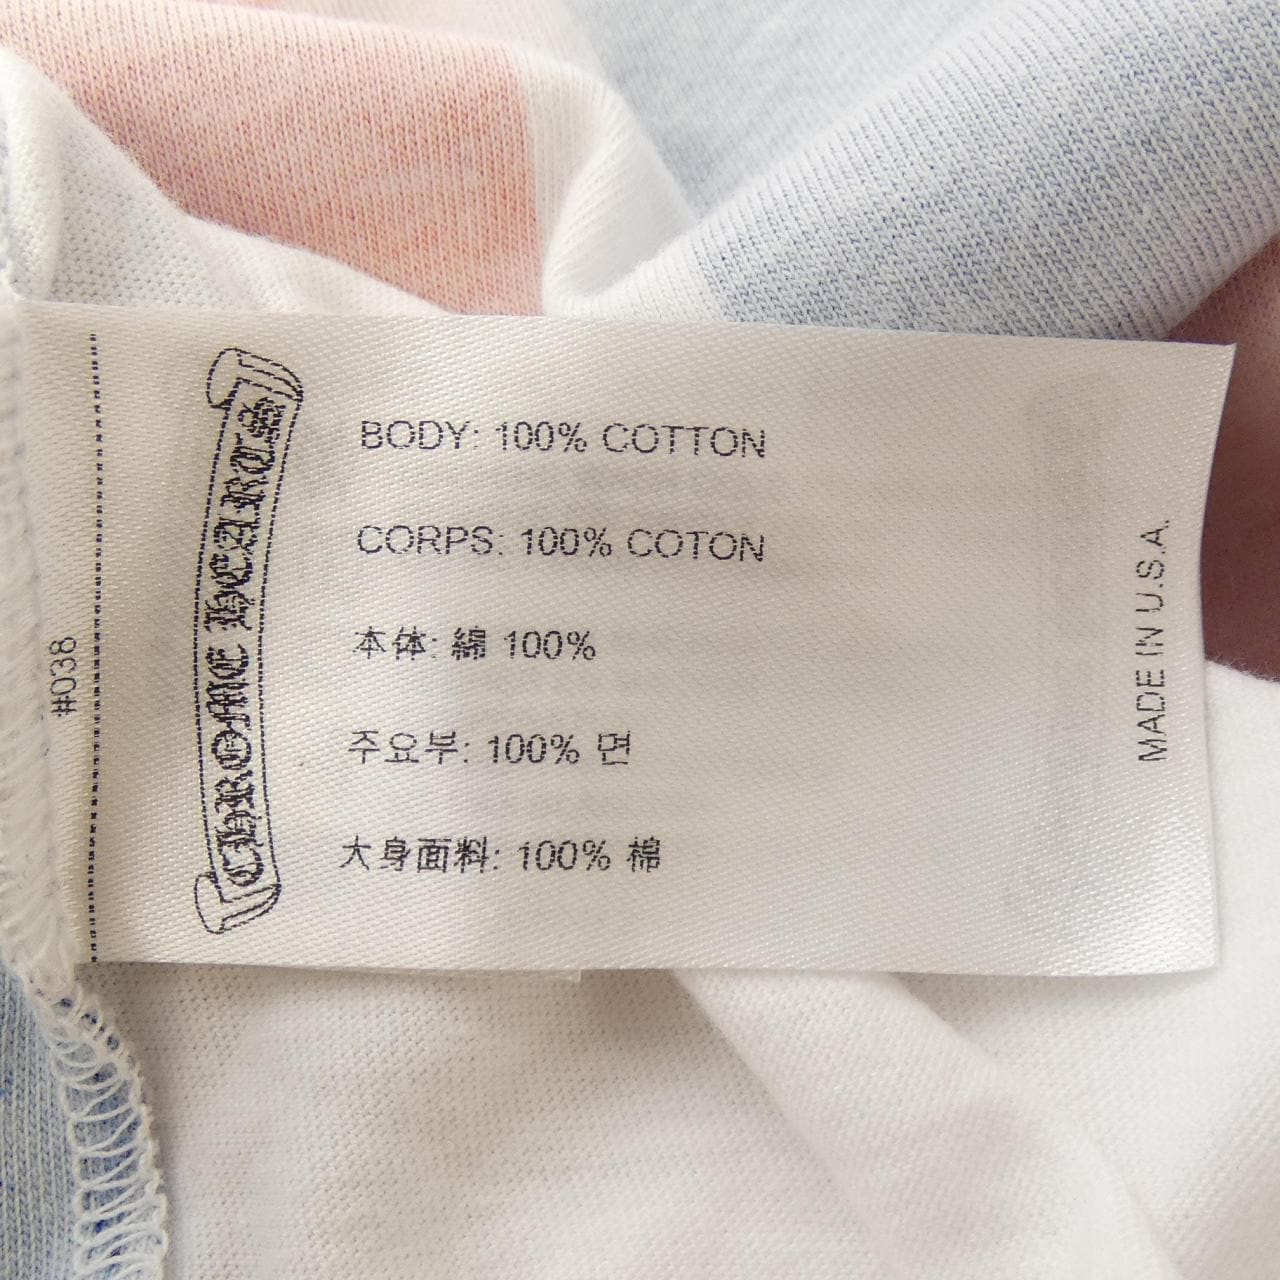 #038
CHROME HEARTS
BODY: 100% COTTON
CORPS: 100% COTON
本体: 綿 100%
주요부: 100% 면
大身面料: 100% 棉
MADE IN U.S.A.